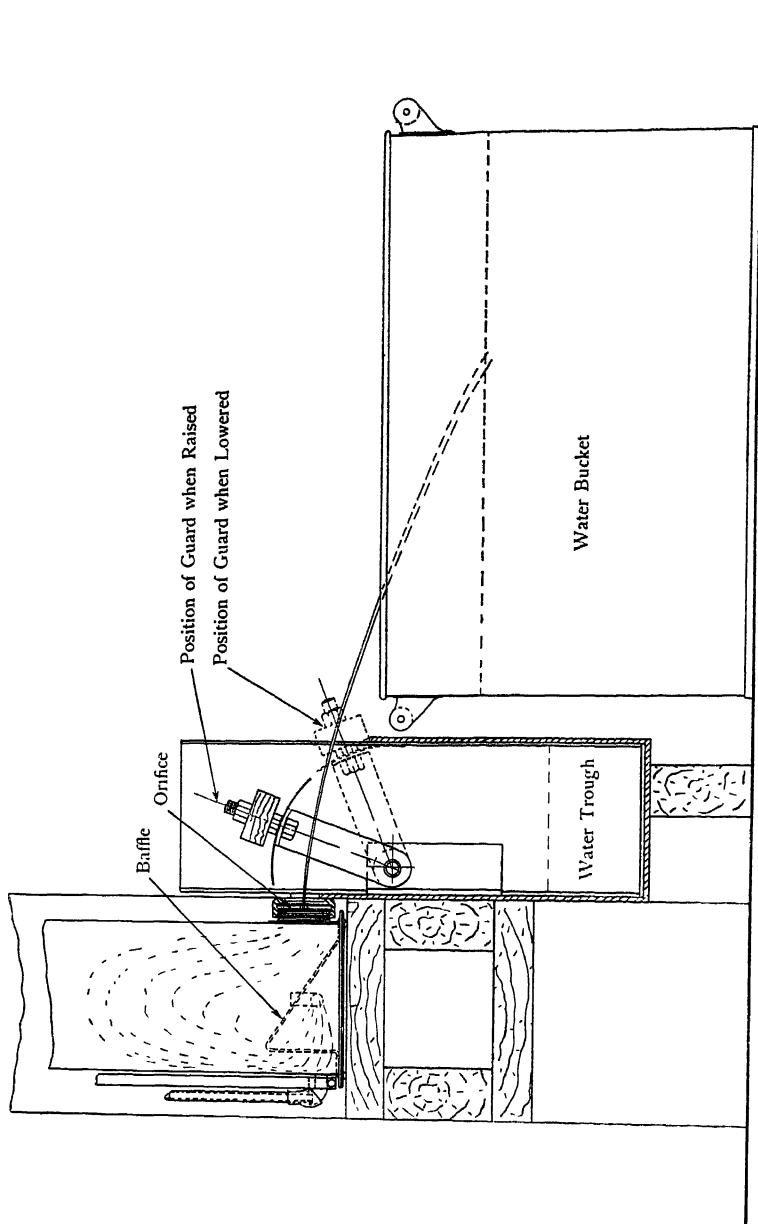 Position of Guard when Raised
Position of Guard when Lowered
Orifice
Baffle
Water Bucket
Water Trough